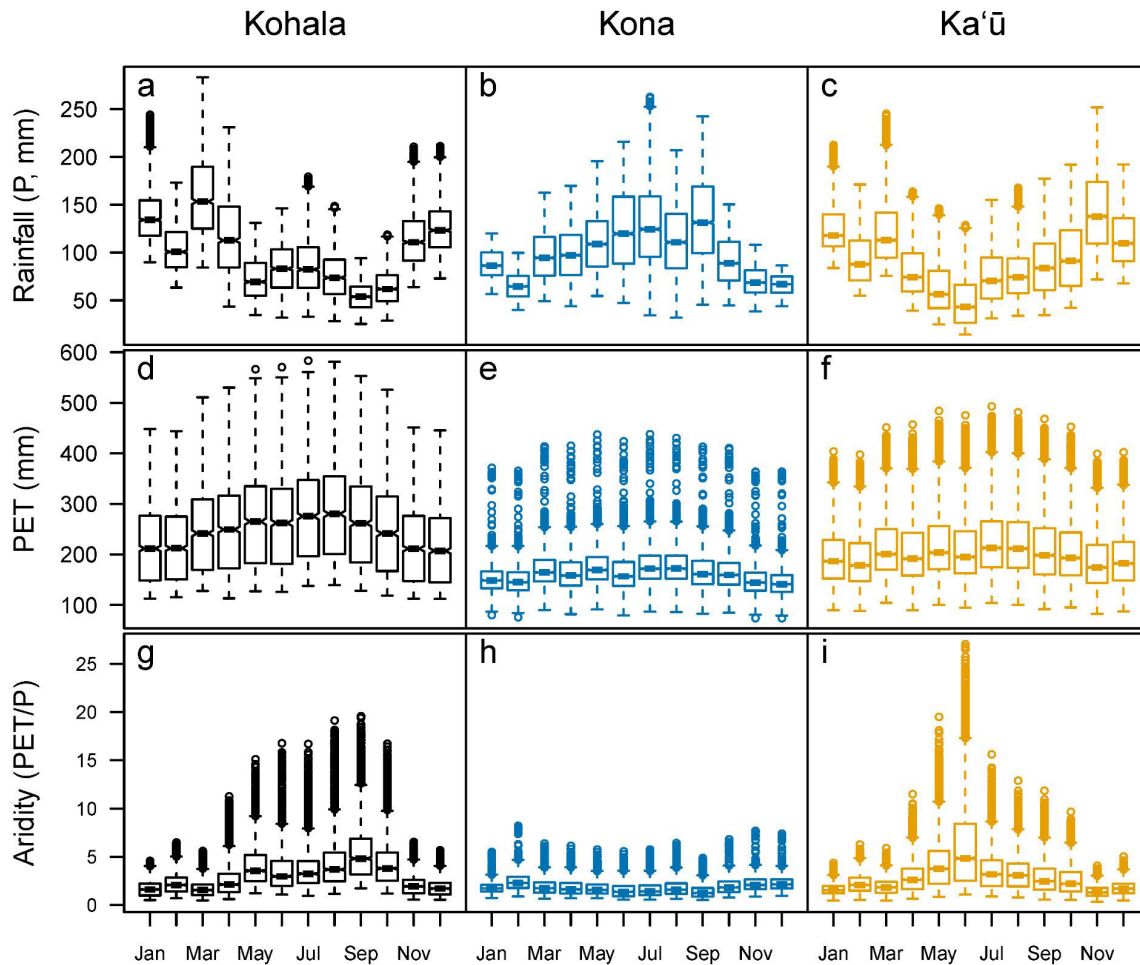 Kohala Kona Kaʻū
a b c
Rainfall (P, mm)
250
200
150
100
50
d e f
PET (mm)
600
500
400
300
200
100
g h i
Aridity (PET/P)
25
20
15
10
5
0
Jan Mar May Jul Sep Nov Jan Mar May Jul Sep Nov Jan Mar May Jul Sep Nov